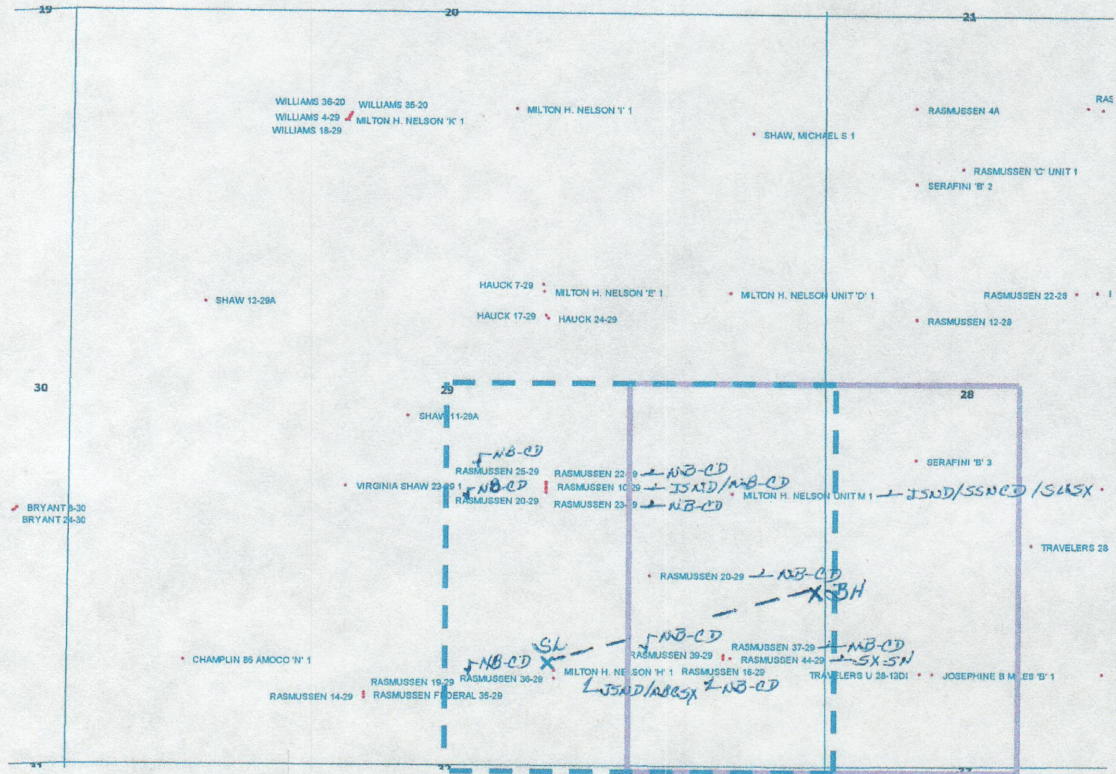 19
20
21
WILLIAMS 36-20 WILLIAMS 35-20
WILLIAMS 4-29 MILTON H. NELSON 'K' 1
WILLIAMS 18-29
MILTON H. NELSON 'I' 1
RASMUSSEN 4A
RAS
SHAW, MICHAEL S 1
RASMUSSEN 'C' UNIT 1
SERAFINI 'B' 2
SHAW 12-29A
HAUCK 7-29
MILTON H. NELSON 'E' 1
MILTON H. NELSON UNIT 'D' 1
RASMUSSEN 22-28
HAUCK 17-29 HAUCK 24-29
RASMUSSEN 12-28
30
29
28
SHAW 11-29A
NB-CD
RASMUSSEN 25-29
RASMUSSEN 22-29 NB-CD
SERAFINI 'B' 3
VIRGINIA SHAW 23-29 1
NB-CD
RASMUSSEN 10-29 JSND/NB-CD
RASMUSSEN 20-29
MILTON H. NELSON UNIT M 1 JSND/SSNCD/
RASMUSSEN 23-29 NB-CD
BRYANT 8-30
BRYANT 24-30
TRAVELERS 28
RASMUSSEN 20-29 NB-CD
X BH
SL
X
NB-CD
RASMUSSEN 37-29 NB-CD
CHAMPLIN 86 AMOCO 'N' 1
NB-CD
RASMUSSEN 39-29
RASMUSSEN 44-29 SX-SN
RASMUSSEN 19-29
RASMUSSEN 36-29
MILTON H. NELSON 'H' 1
RASMUSSEN 16-29
TRAVELERS U 28-13DI
JOSEPHINE B MILES 'B' 1
RASMUSSEN 14-29 RASMUSSEN FEDERAL 35-29
NB-CD